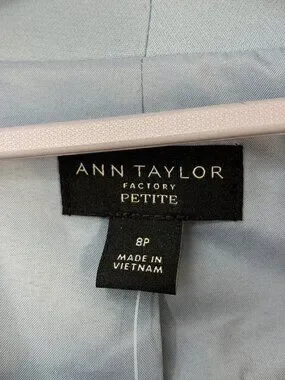 ANN TAYLOR
FACTORY
PETITE
8P
MADE IN
VIETNAM